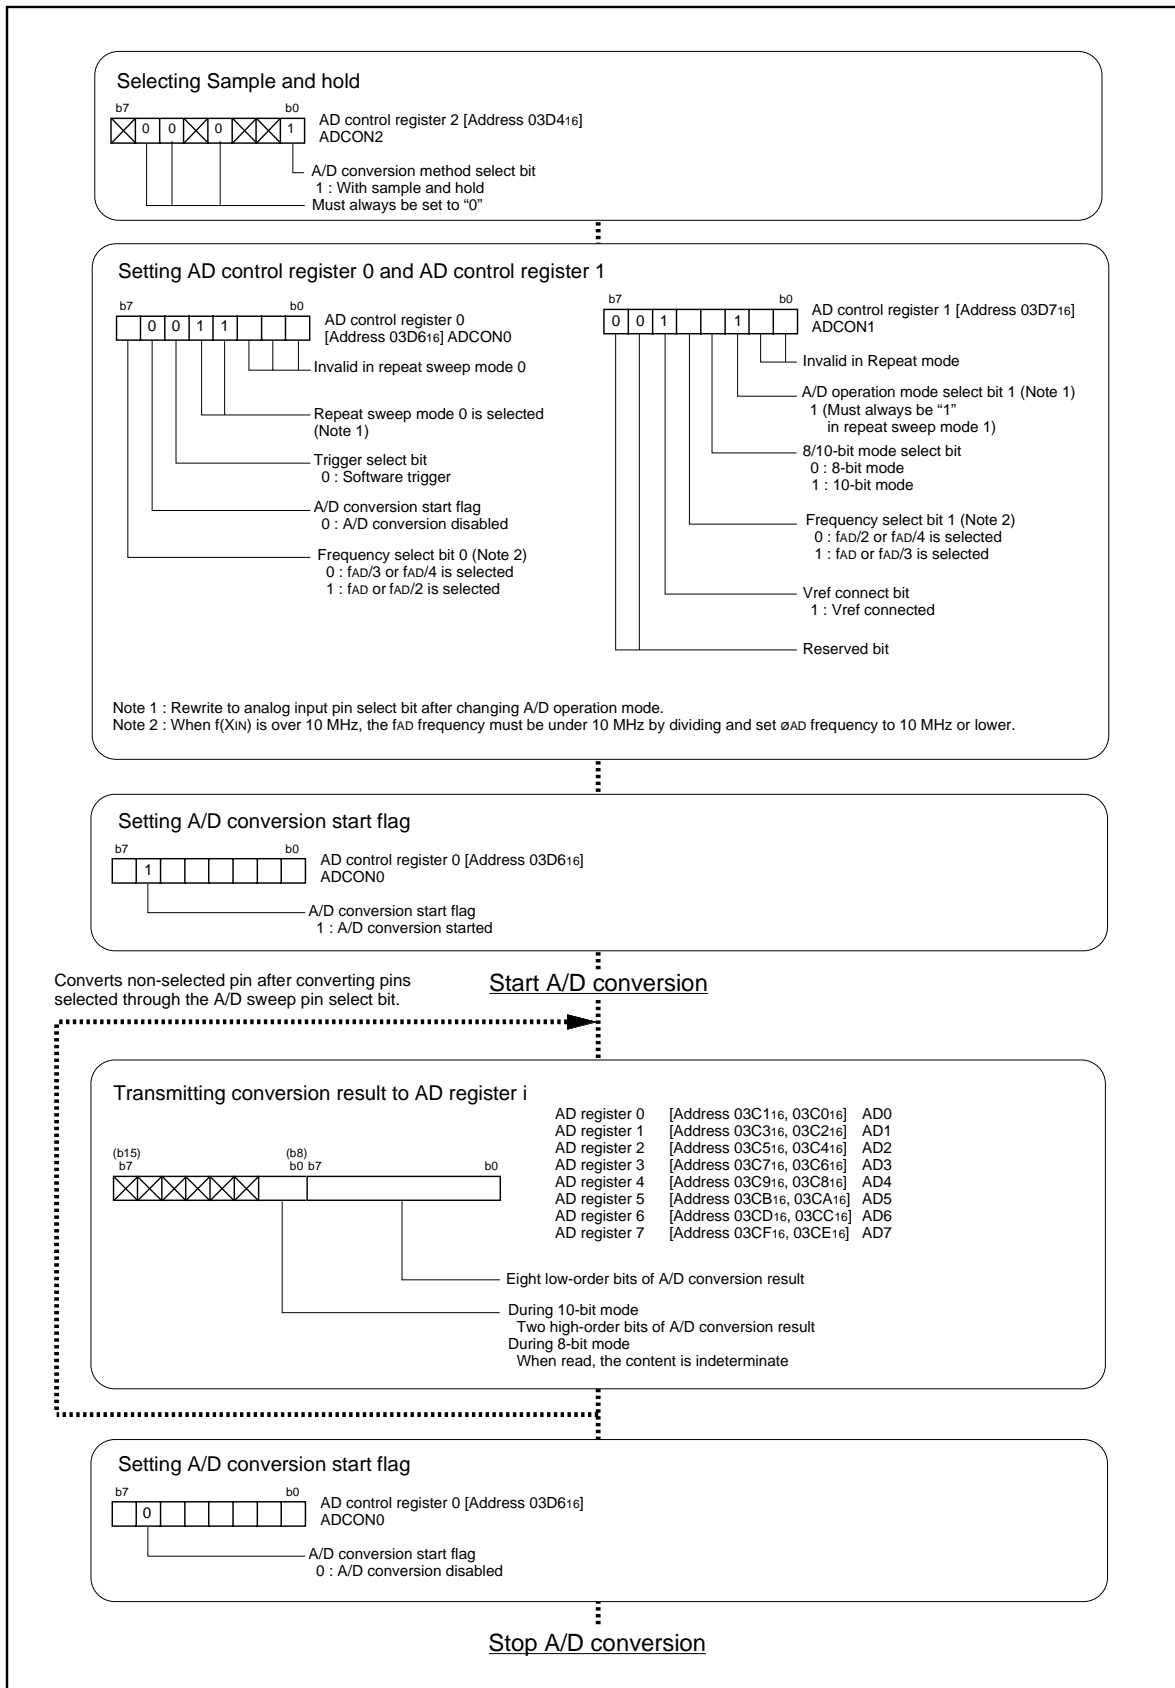 Selecting Sample and hold
b7 b0
0 0 0 1
AD control register 2 [Address 03D416]
ADCON2
A/D conversion method select bit
1 : With sample and hold
Must always be set to “0”
Setting AD control register 0 and AD control register 1
b7 b0
0 0 1 1
AD control register 0
[Address 03D616] ADCON0
Invalid in repeat sweep mode 0
Repeat sweep mode 0 is selected
(Note 1)
Trigger select bit
0 : Software trigger
A/D conversion start flag
0 : A/D conversion disabled
Frequency select bit 0 (Note 2)
0 : fAD/3 or fAD/4 is selected
1 : fAD or fAD/2 is selected
b7 b0
0 0 1 1
AD control register 1 [Address 03D716]
ADCON1
Invalid in Repeat mode
A/D operation mode select bit 1 (Note 1)
1 (Must always be “1”
in repeat sweep mode 1)
8/10-bit mode select bit
0 : 8-bit mode
1 : 10-bit mode
Frequency select bit 1 (Note 2)
0 : fAD/2 or fAD/4 is selected
1 : fAD or fAD/3 is selected
Vref connect bit
1 : Vref connected
Reserved bit
Note 1 : Rewrite to analog input pin select bit after changing A/D operation mode.
Note 2 : When f(XIN) is over 10 MHz, the fAD frequency must be under 10 MHz by dividing and set øAD frequency to 10 MHz or lower.
Setting A/D conversion start flag
b7 b0
1
AD control register 0 [Address 03D616]
ADCON0
A/D conversion start flag
1 : A/D conversion started
Converts non-selected pin after converting pins
selected through the A/D sweep pin select bit.
Start A/D conversion
Transmitting conversion result to AD register i
(b15) (b8)
b7 b0 b7 b0
AD register 0 [Address 03C116, 03C016] AD0
AD register 1 [Address 03C316, 03C216] AD1
AD register 2 [Address 03C516, 03C416] AD2
AD register 3 [Address 03C716, 03C616] AD3
AD register 4 [Address 03C916, 03C816] AD4
AD register 5 [Address 03CB16, 03CA16] AD5
AD register 6 [Address 03CD16, 03CC16] AD6
AD register 7 [Address 03CF16, 03CE16] AD7
Eight low-order bits of A/D conversion result
During 10-bit mode
Two high-order bits of A/D conversion result
During 8-bit mode
When read, the content is indeterminate
Setting A/D conversion start flag
b7 b0
0
AD control register 0 [Address 03D616]
ADCON0
A/D conversion start flag
0 : A/D conversion disabled
Stop A/D conversion